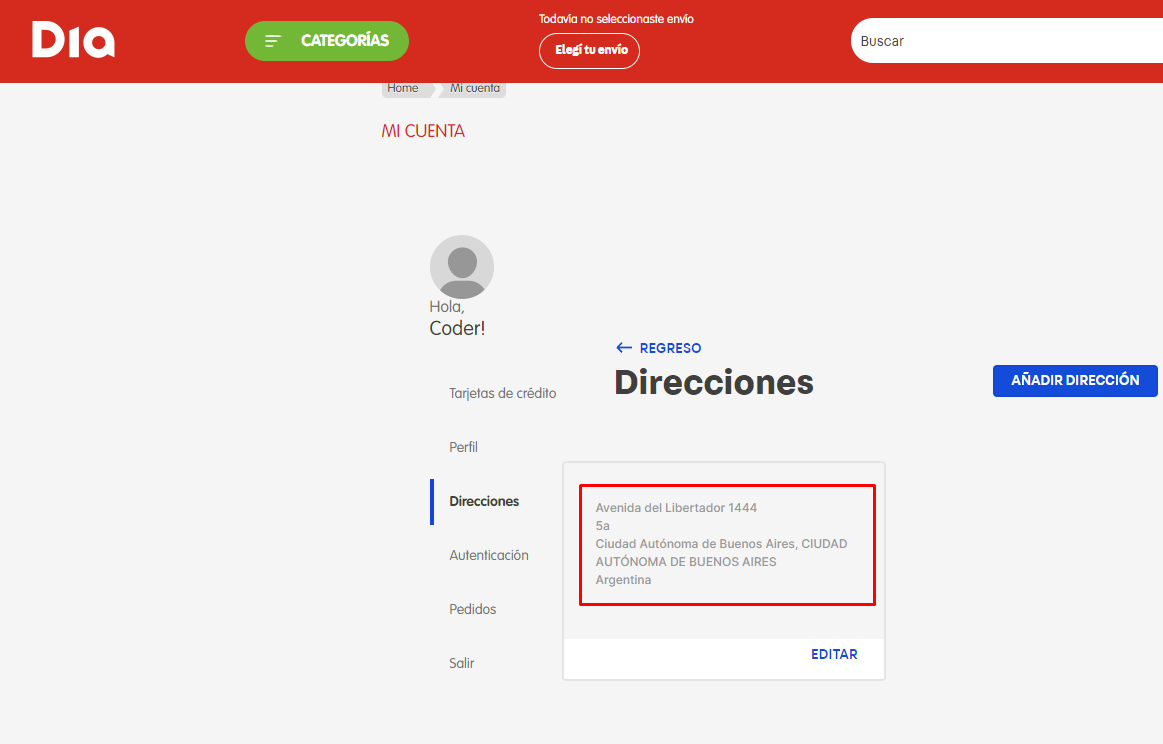 Dia
CATEGORÍAS
Todavía no seleccionaste envío
Elegí tu envío
Buscar
Home
Mi cuenta
MI CUENTA
Hola,
Coder!
Tarjetas de crédito
Perfil
Direcciones
Autenticación
Pedidos
Salir
← REGRESO
Direcciones
AÑADIR DIRECCIÓN
Avenida del Libertador 1444
5a
Ciudad Autónoma de Buenos Aires, CIUDAD
AUTÓNOMA DE BUENOS AIRES
Argentina
EDITAR